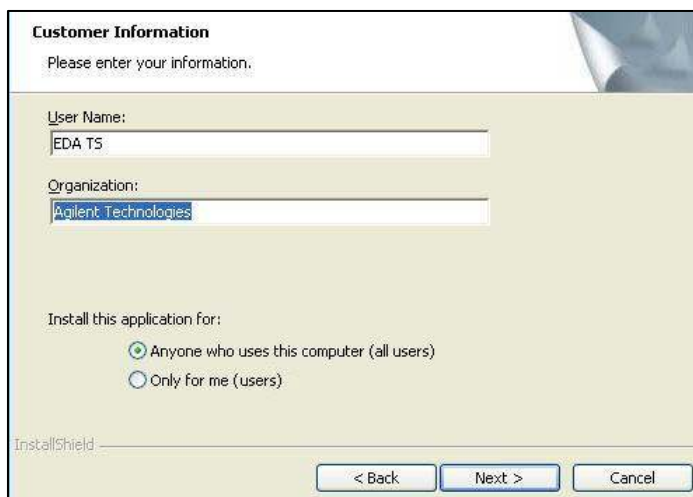 Customer Information
Please enter your information.
User Name:
EDA TS
Organization:
Agilent Technologies
Install this application for:
Anyone who uses this computer (all users)
Only for me (users)
InstallShield
< Back Next > Cancel